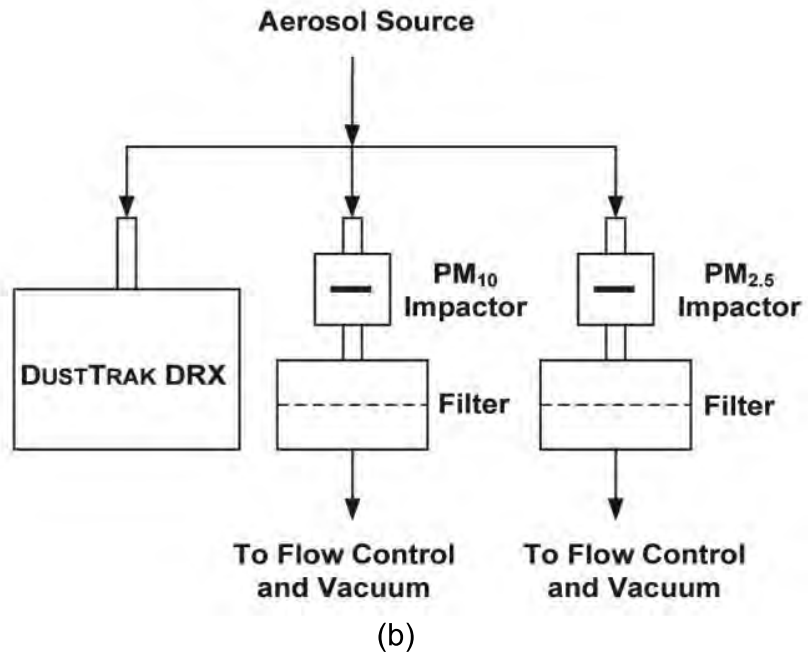 Aerosol Source
DUSTTRAK DRX
PM10
Impactor
Filter
To Flow Control
and Vacuum
PM2.5
Impactor
Filter
To Flow Control
and Vacuum
(b)